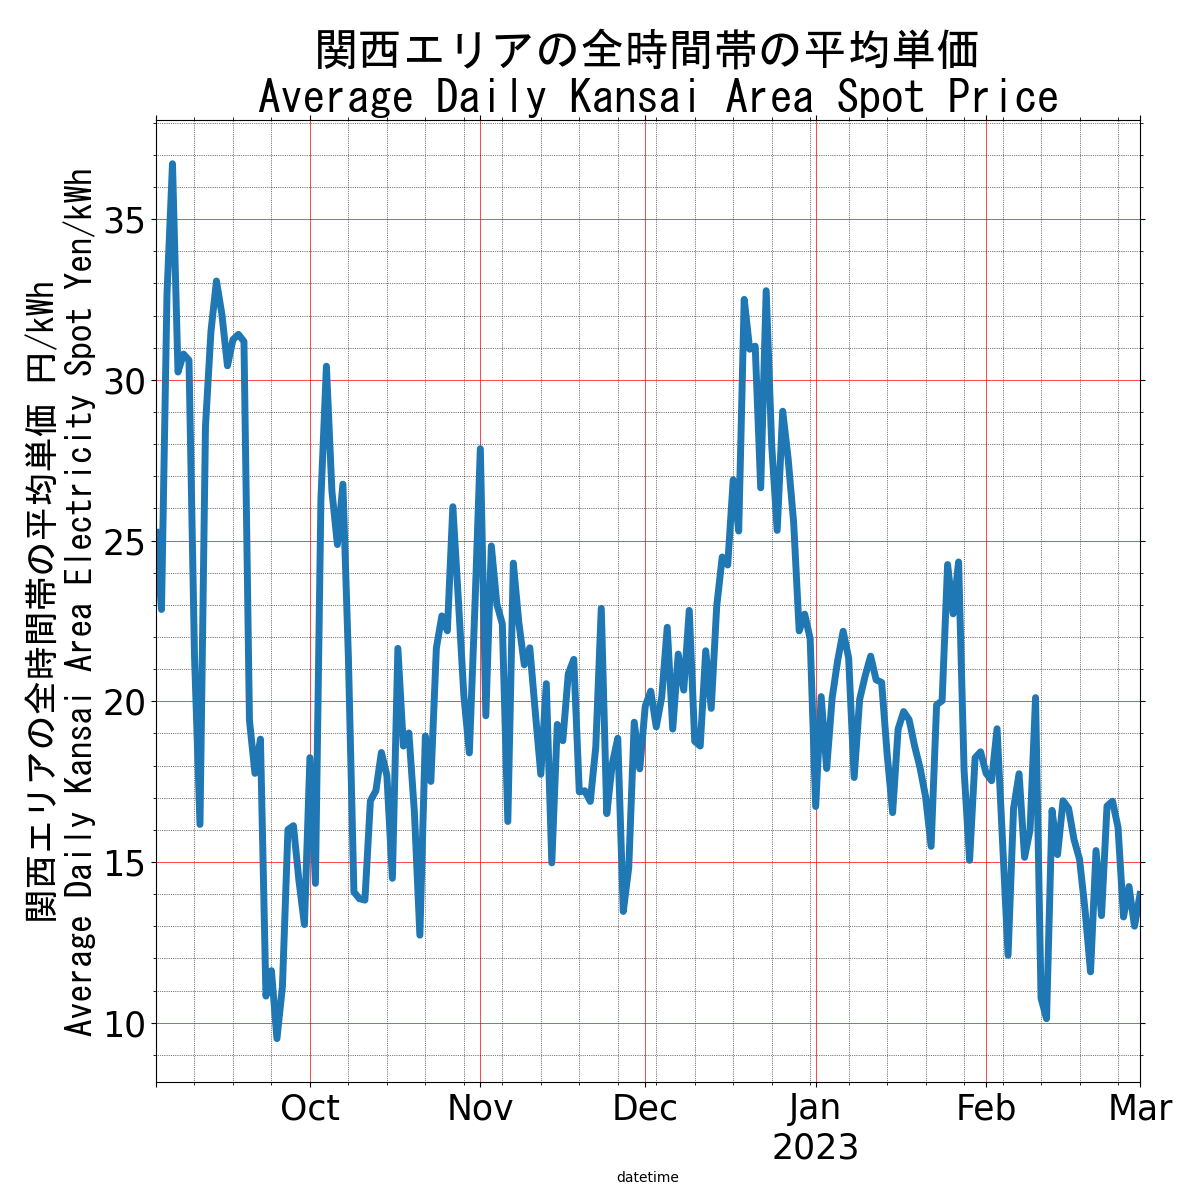 関西エリアの全時間帯の平均単価
Average Daily Kansai Area Spot Price
関西エリアの全時間帯の平均単価 円/kWh
Average Daily Kansai Area Electricity Spot Yen/kWh
35
30
25
20
15
10
Oct
Nov
Dec
Jan
2023
Feb
Mar
datetime